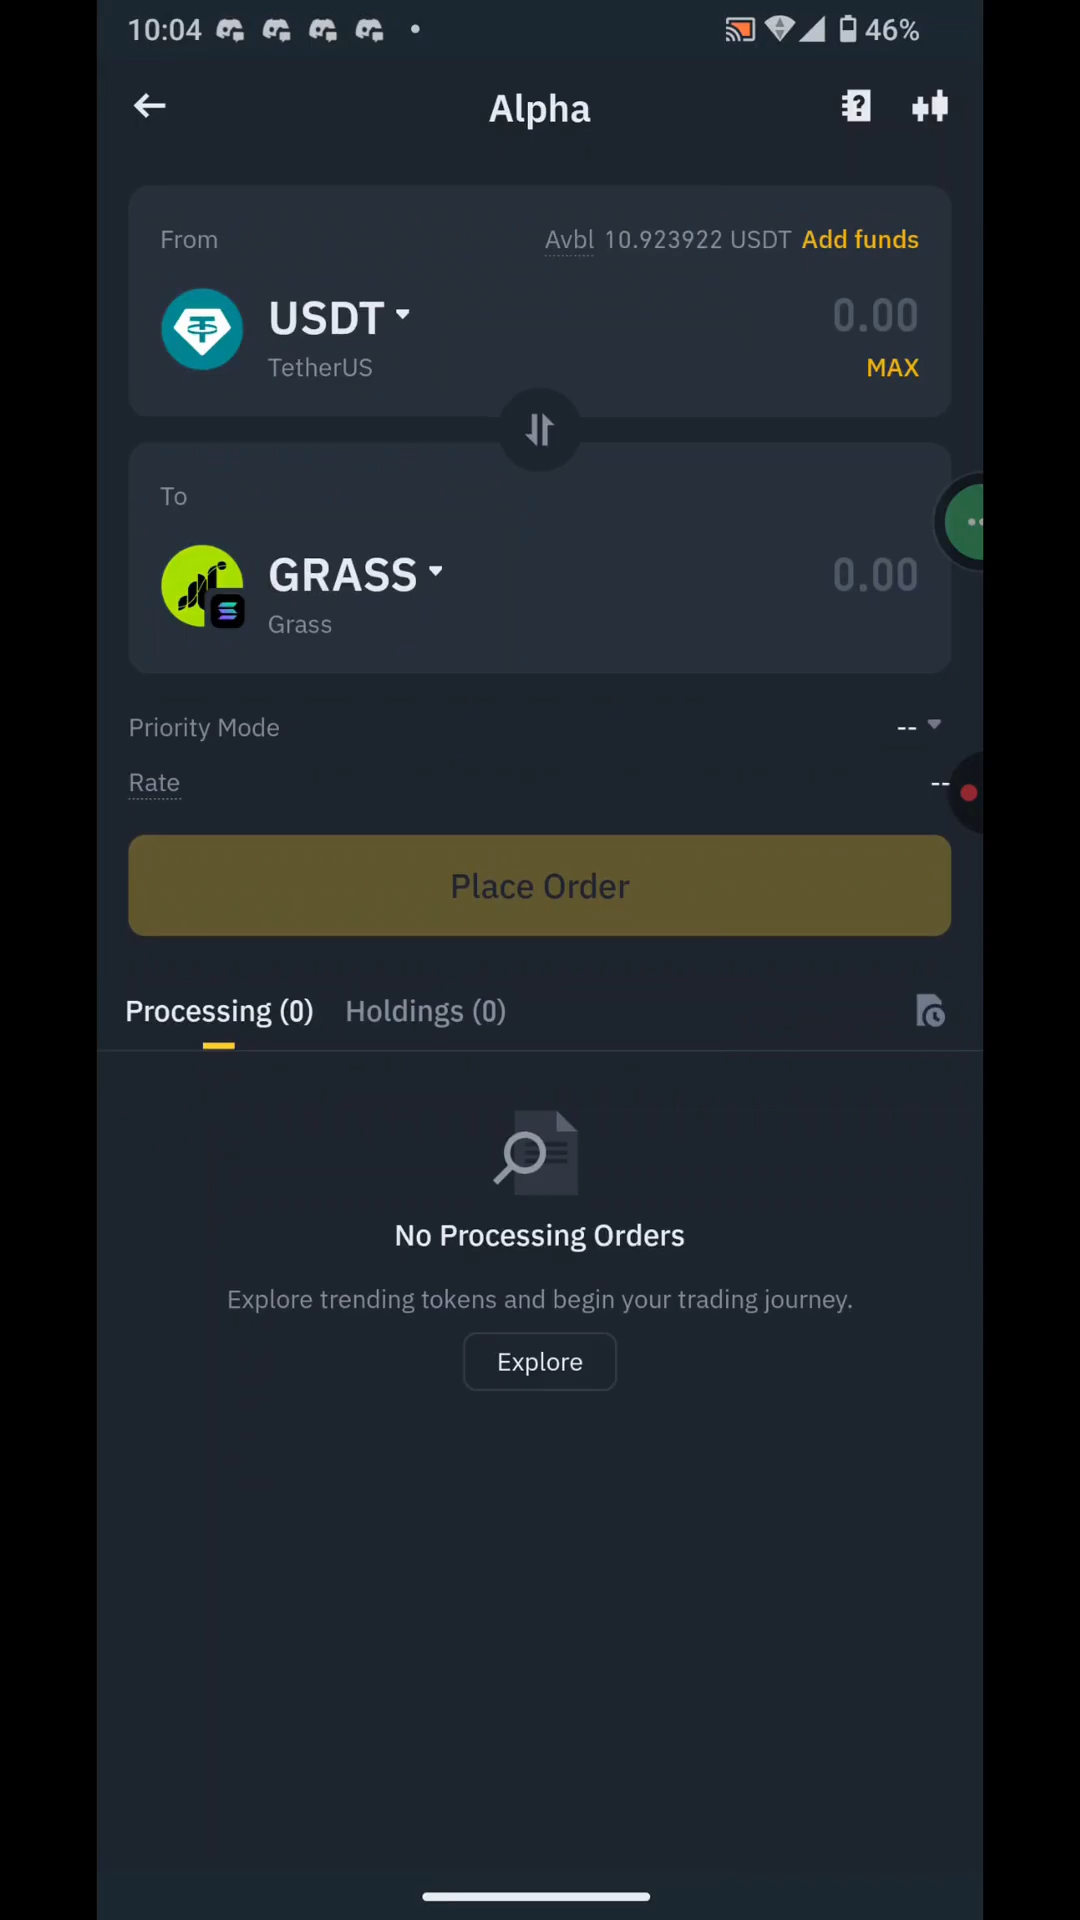 10:04 46%
Alpha
From Avbl 10.923922 USDT Add funds
USDT 0.00
TetherUS MAX
To
GRASS 0.00
Grass
Priority Mode --
Rate --
Place Order
Processing (0) Holdings (0)
No Processing Orders
Explore trending tokens and begin your trading journey.
Explore